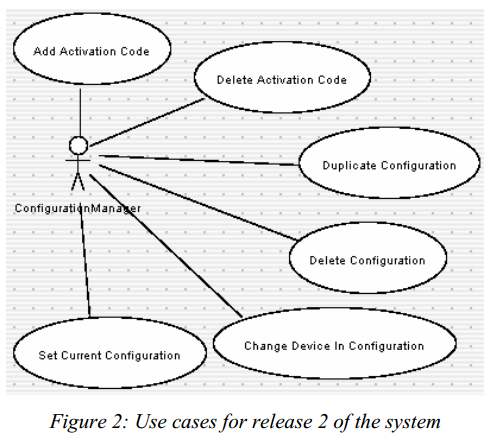 Add Activation Code
Delete Activation Code
Duplicate Configuration
ConfigurationManager
Delete Configuration
Set Current Configuration
Change Device In Configuration
Figure 2: Use cases for release 2 of the system